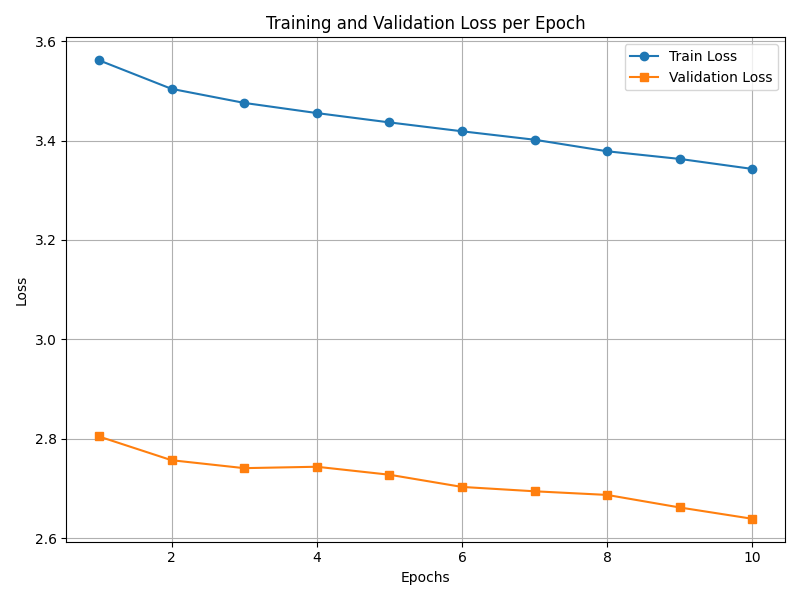 Training and Validation Loss per Epoch
Train Loss
Validation Loss
3.6
3.4
3.2
3.0
2.8
2.6
Loss
2 4 6 8 10
Epochs